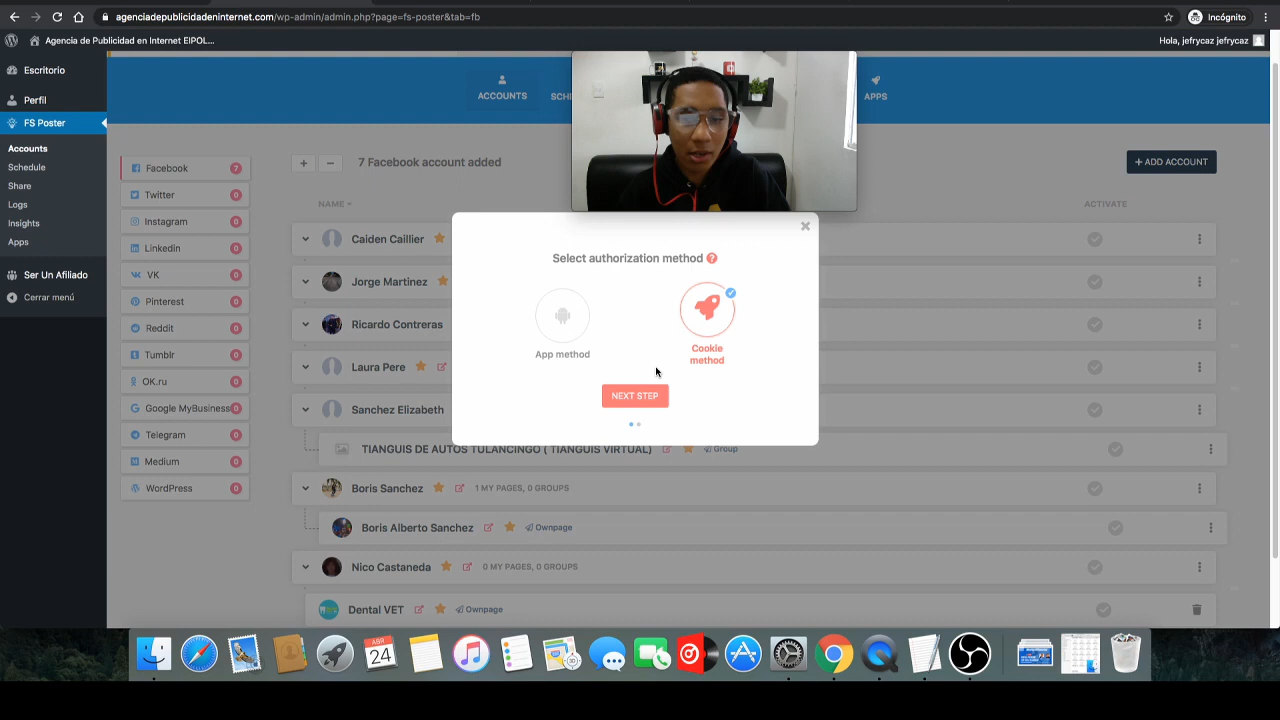 agenciadepublicidadeninternet.com/wp-admin/admin.php?page=fs-poster&tab=fb
Incógnito
Agencia de Publicidad en Internet EIPOL...
Hola, jefrycaz jefrycaz
Escritorio
Perfil
FS Poster
Accounts
Schedule
Share
Logs
Insights
Apps
Ser Un Afiliado
Cerrar menú
ACCOUNTS
SCH
APPS
Facebook 7
Twitter 0
Instagram 0
Linkedin 0
VK 0
Pinterest 0
Reddit 0
Tumblr 0
OK.ru 0
Google MyBusiness 0
Telegram 0
Medium 0
WordPress 0
+ − 7 Facebook account added
+ ADD ACCOUNT
NAME
ACTIVATE
Caiden Caillier
Jorge Martinez
Ricardo Contreras
Laura Pere
Sanchez Elizabeth
TIANGUIS DE AUTOS TULANCINGO ( TIANGUIS VIRTUAL) Group
Boris Sanchez 1 MY PAGES, 0 GROUPS
Boris Alberto Sanchez Ownpage
Nico Castaneda 0 MY PAGES, 0 GROUPS
Dental VET Ownpage
Select authorization method ?
App method
Cookie
method
NEXT STEP
ABR
24